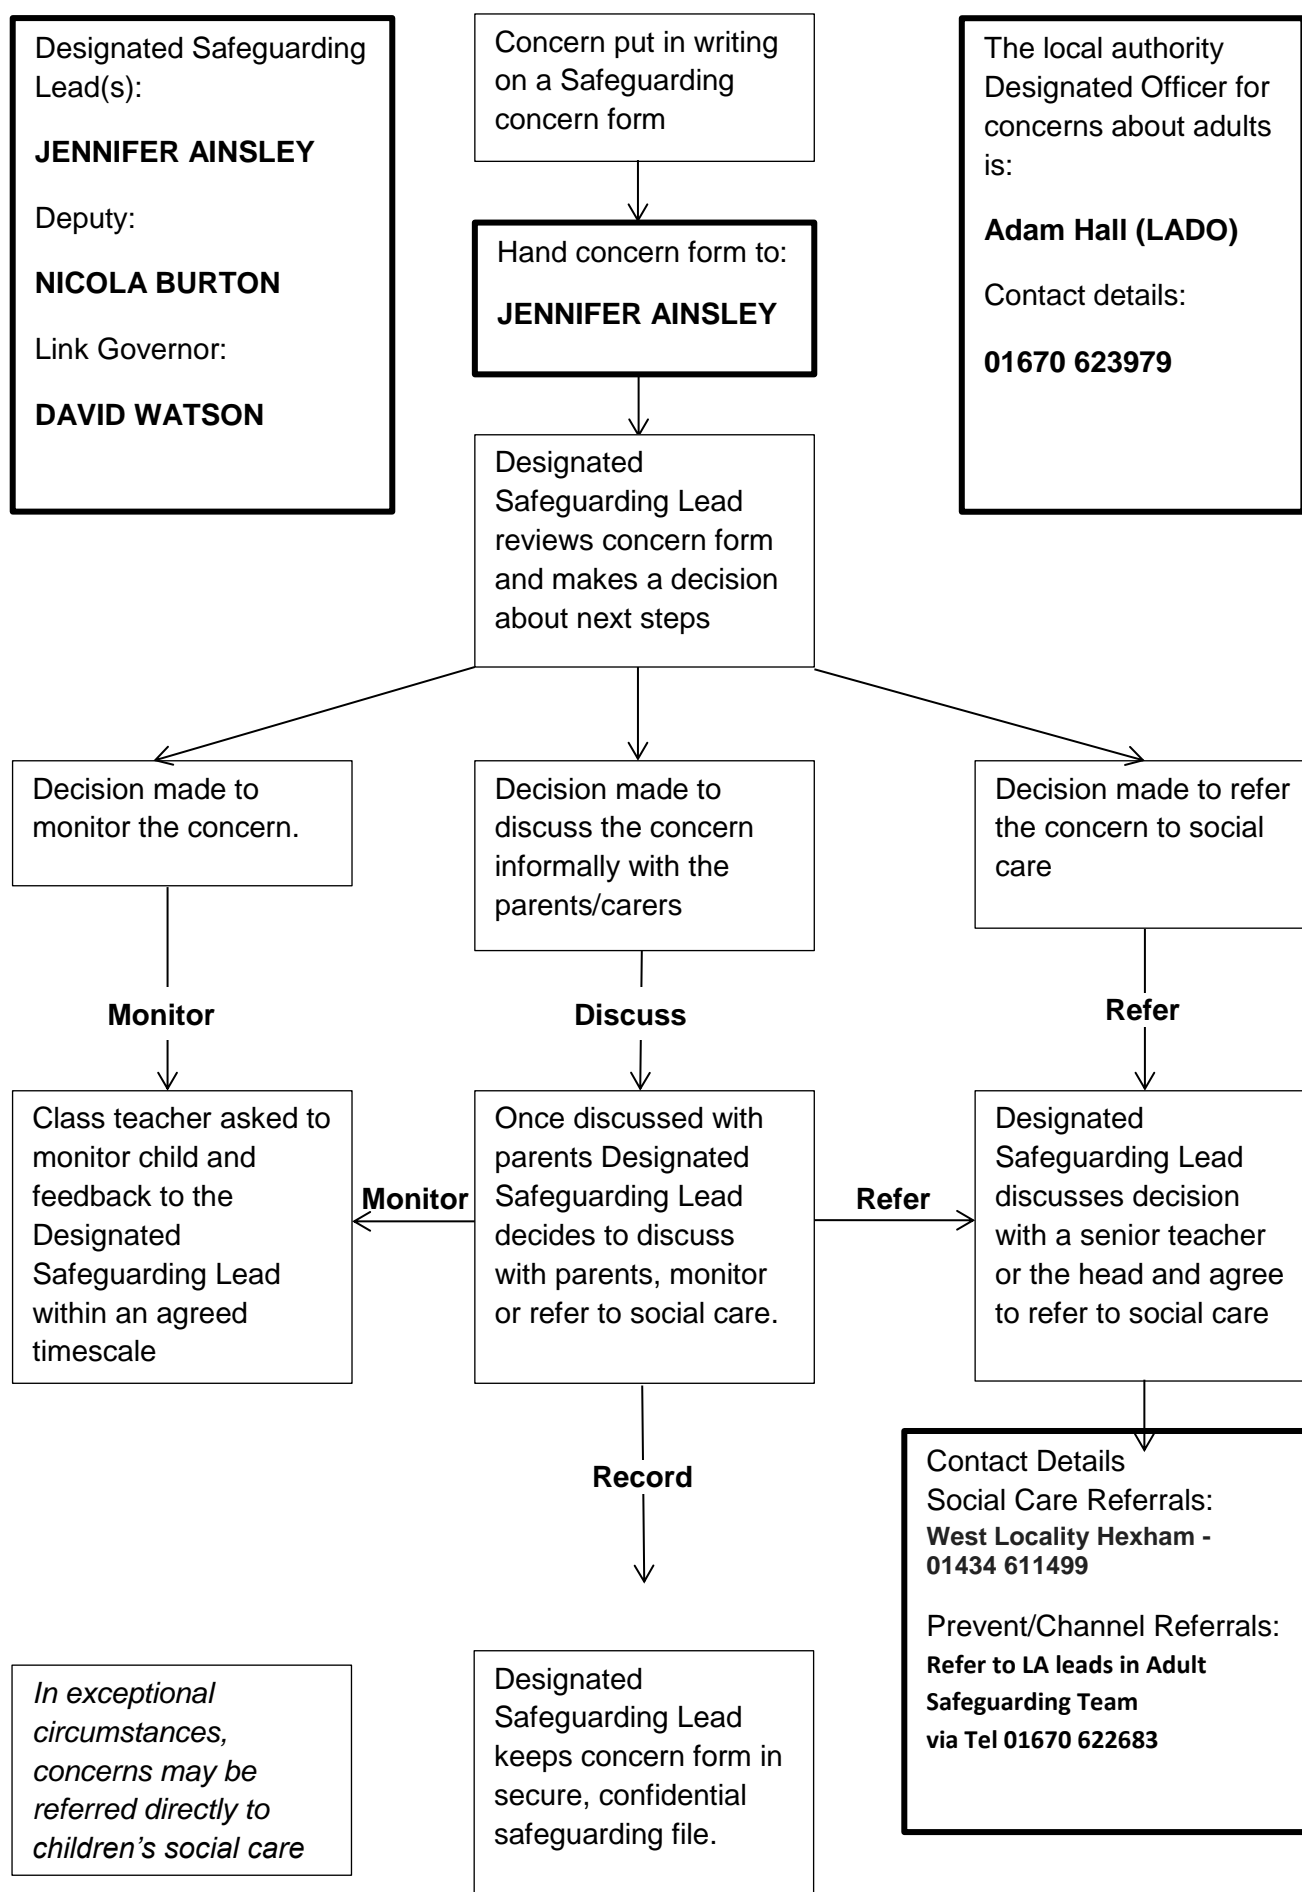 Designated Safeguarding
Lead(s):
JENNIFER AINSLEY
Deputy:
NICOLA BURTON
Link Governor:
DAVID WATSON
Concern put in writing
on a Safeguarding
concern form
The local authority
Designated Officer for
concerns about adults
is:
Adam Hall (LADO)
Contact details:
01670 623979
Hand concern form to:
JENNIFER AINSLEY
Designated
Safeguarding Lead
reviews concern form
and makes a decision
about next steps
Decision made to
monitor the concern.
Decision made to
discuss the concern
informally with the
parents/carers
Decision made to refer
the concern to social
care
Monitor
Discuss
Refer
Class teacher asked to
monitor child and
feedback to the
Designated
Safeguarding Lead
within an agreed
timescale
Monitor
Once discussed with
parents Designated
Safeguarding Lead
decides to discuss
with parents, monitor
or refer to social care.
Refer
Designated
Safeguarding Lead
discusses decision
with a senior teacher
or the head and agree
to refer to social care
Record
Contact Details
Social Care Referrals:
West Locality Hexham -
01434 611499
Prevent/Channel Referrals:
Refer to LA leads in Adult
Safeguarding Team
via Tel 01670 622683
In exceptional
circumstances,
concerns may be
referred directly to
children’s social care
Designated
Safeguarding Lead
keeps concern form in
secure, confidential
safeguarding file.